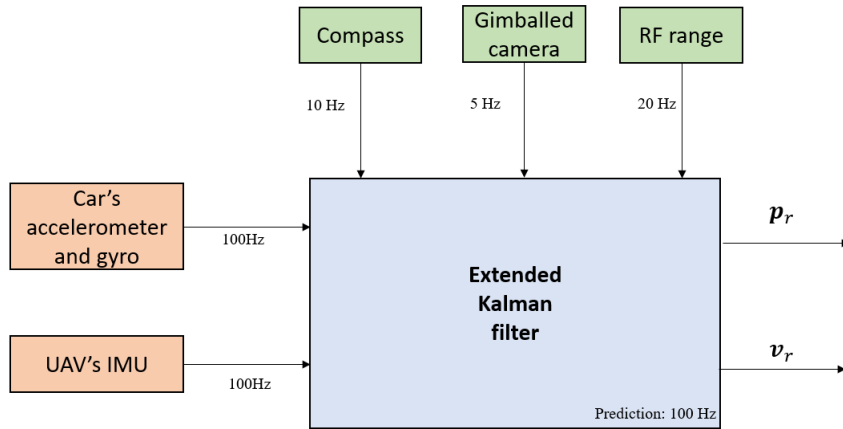 Compass
Gimballed
camera
RF range
10 Hz
5 Hz
20 Hz
Car’s
accelerometer
and gyro
100Hz
UAV’s IMU
100Hz
Extended
Kalman
filter
Prediction: 100 Hz
p_r
v_r